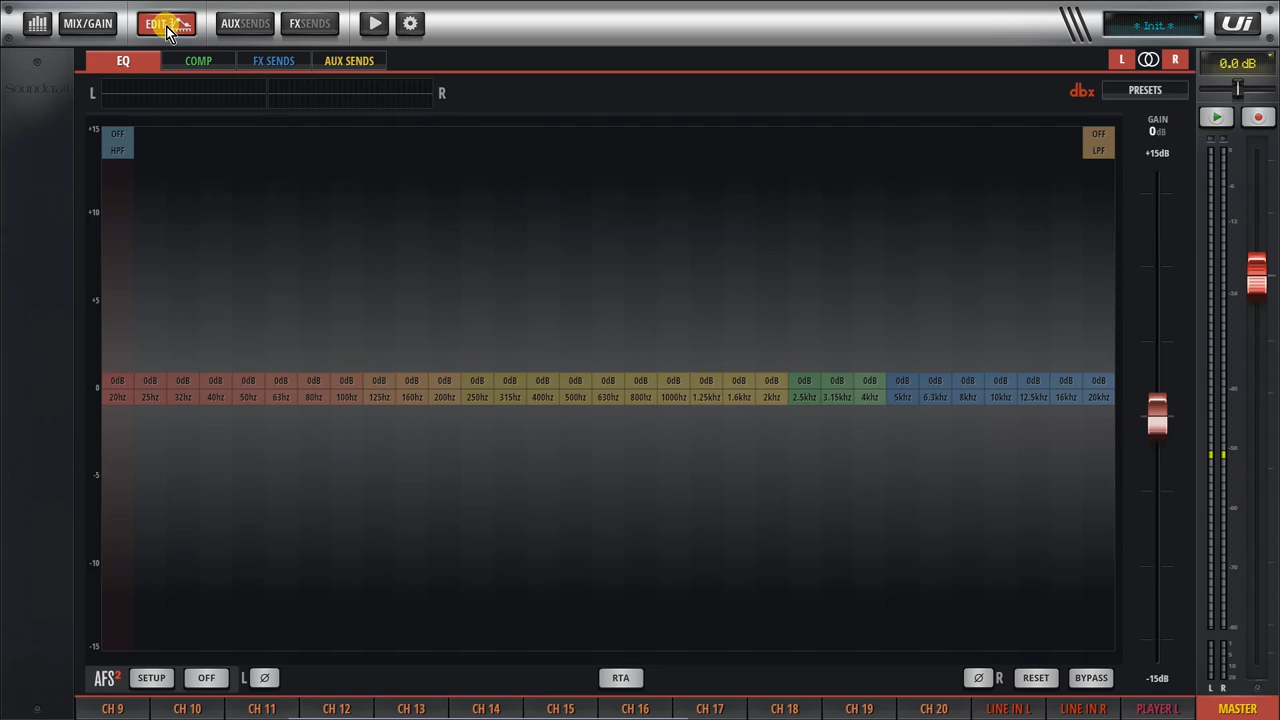 MIX/GAIN EDIT AUXSENDS FXSENDS * Init. * Ui
EQ COMP FX SENDS AUX SENDS L R 0.0 dB
Soundcraft
L R dbx PRESETS
GAIN
0dB
+15dB
+15 OFF OFF
HPF LPF
+10
+5
0dB 0dB 0dB 0dB 0dB 0dB 0dB 0dB 0dB 0dB 0dB 0dB 0dB 0dB 0dB 0dB 0dB 0dB 0dB 0dB 0dB 0dB 0dB 0dB 0dB 0dB 0dB 0dB 0dB 0dB 0dB
0 20hz 25hz 32hz 40hz 50hz 63hz 80hz 100hz 125hz 160hz 200hz 250hz 315hz 400hz 500hz 630hz 800hz 1000hz 1.25khz 1.6khz 2khz 2.5khz 3.15khz 4khz 5khz 6.3khz 8khz 10khz 12.5khz 16khz 20khz
-5
-10
-15
AFS2 SETUP OFF L Ø RTA Ø R RESET BYPASS -15dB
L R
CH 9 CH 10 CH 11 CH 12 CH 13 CH 14 CH 15 CH 16 CH 17 CH 18 CH 19 CH 20 LINE IN L LINE IN R PLAYER L MASTER